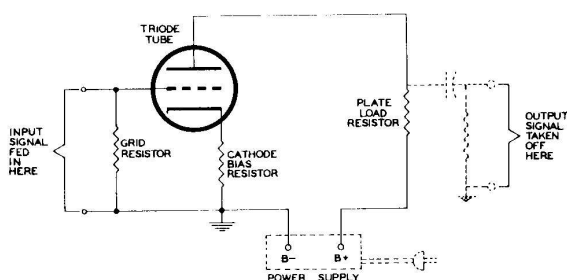 TRIODE
TUBE
INPUT
SIGNAL
FED
IN
HERE
GRID
RESISTOR
CATHODE
BIAS
RESISTOR
PLATE
LOAD
RESISTOR
OUTPUT
SIGNAL
TAKEN
OFF
HERE
B- B+
POWER SUPPLY